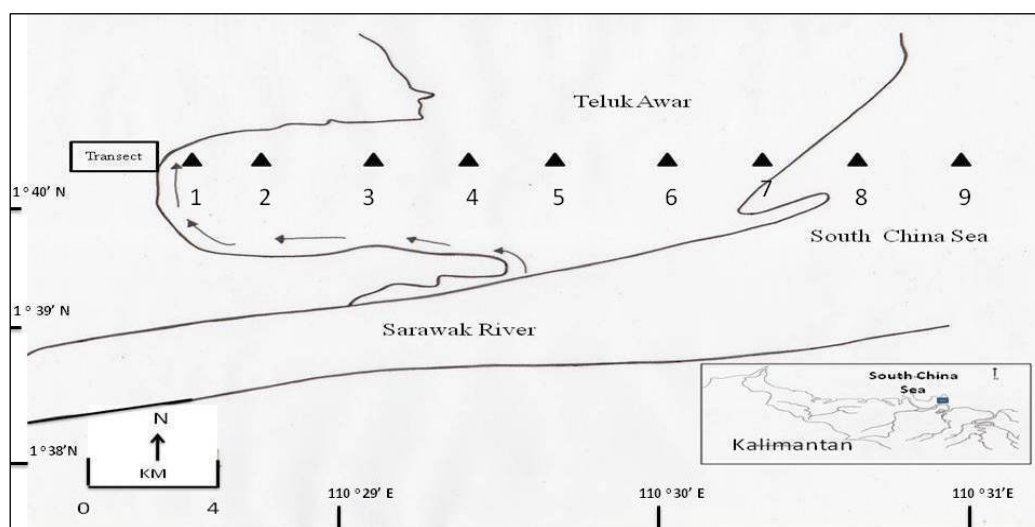 Teluk Awar
Transect
1 2 3 4 5 6 8 9
1° 40' N
South China Sea
1° 39' N
Sarawak River
South China
Sea
Kalimantan
N
1° 38' N
KM
0 4
110° 29' E 110° 30' E 110° 31' E